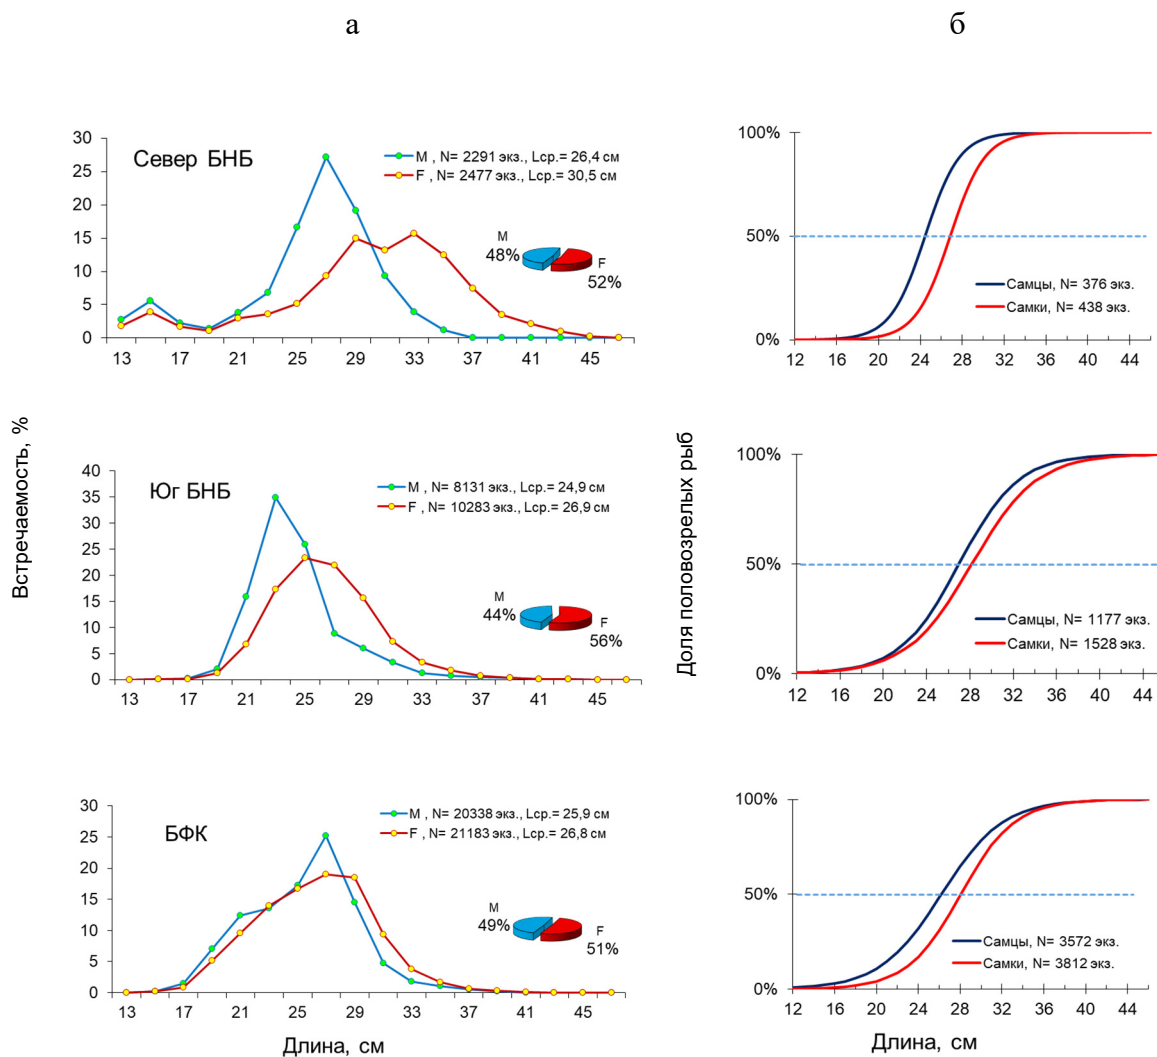 а
б
Встречаемость, %
Доля половозрелых рыб
Север БНБ
М , N= 2291 экз., Lср.= 26,4 см
F , N= 2477 экз., Lср.= 30,5 см
30
25
20
15
10
5
0
М
48%
F
52%
13 17 21 25 29 33 37 41 45
100%
50%
0%
Самцы, N= 376 экз.
Самки, N= 438 экз.
12 16 20 24 28 32 36 40 44
Юг БНБ
М , N= 8131 экз., Lср.= 24,9 см
F , N= 10283 экз., Lср.= 26,9 см
40
35
30
25
20
15
10
5
0
М
44%
F
56%
13 17 21 25 29 33 37 41 45
100%
50%
0%
Самцы, N= 1177 экз.
Самки, N= 1528 экз.
12 16 20 24 28 32 36 40 44
БФК
М , N= 20338 экз., Lср.= 25,9 см
F , N= 21183 экз., Lср.= 26,8 см
30
25
20
15
10
5
0
М
49%
F
51%
13 17 21 25 29 33 37 41 45
Длина, см
100%
50%
0%
Самцы, N= 3572 экз.
Самки, N= 3812 экз.
12 16 20 24 28 32 36 40 44
Длина, см